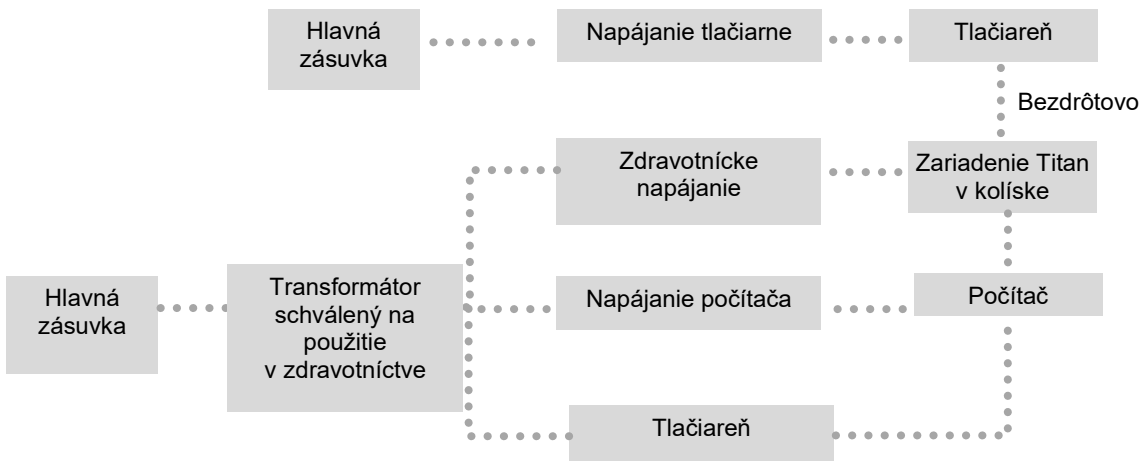 Hlavná
zásuvka
Napájanie tlačiarne
Tlačiareň
Bezdrôtovo
Zdravotnícke
napájanie
Zariadenie Titan
v kolíske
Hlavná
zásuvka
Transformátor
schválený na
použitie
v zdravotníctve
Napájanie počítača
Počítač
Tlačiareň